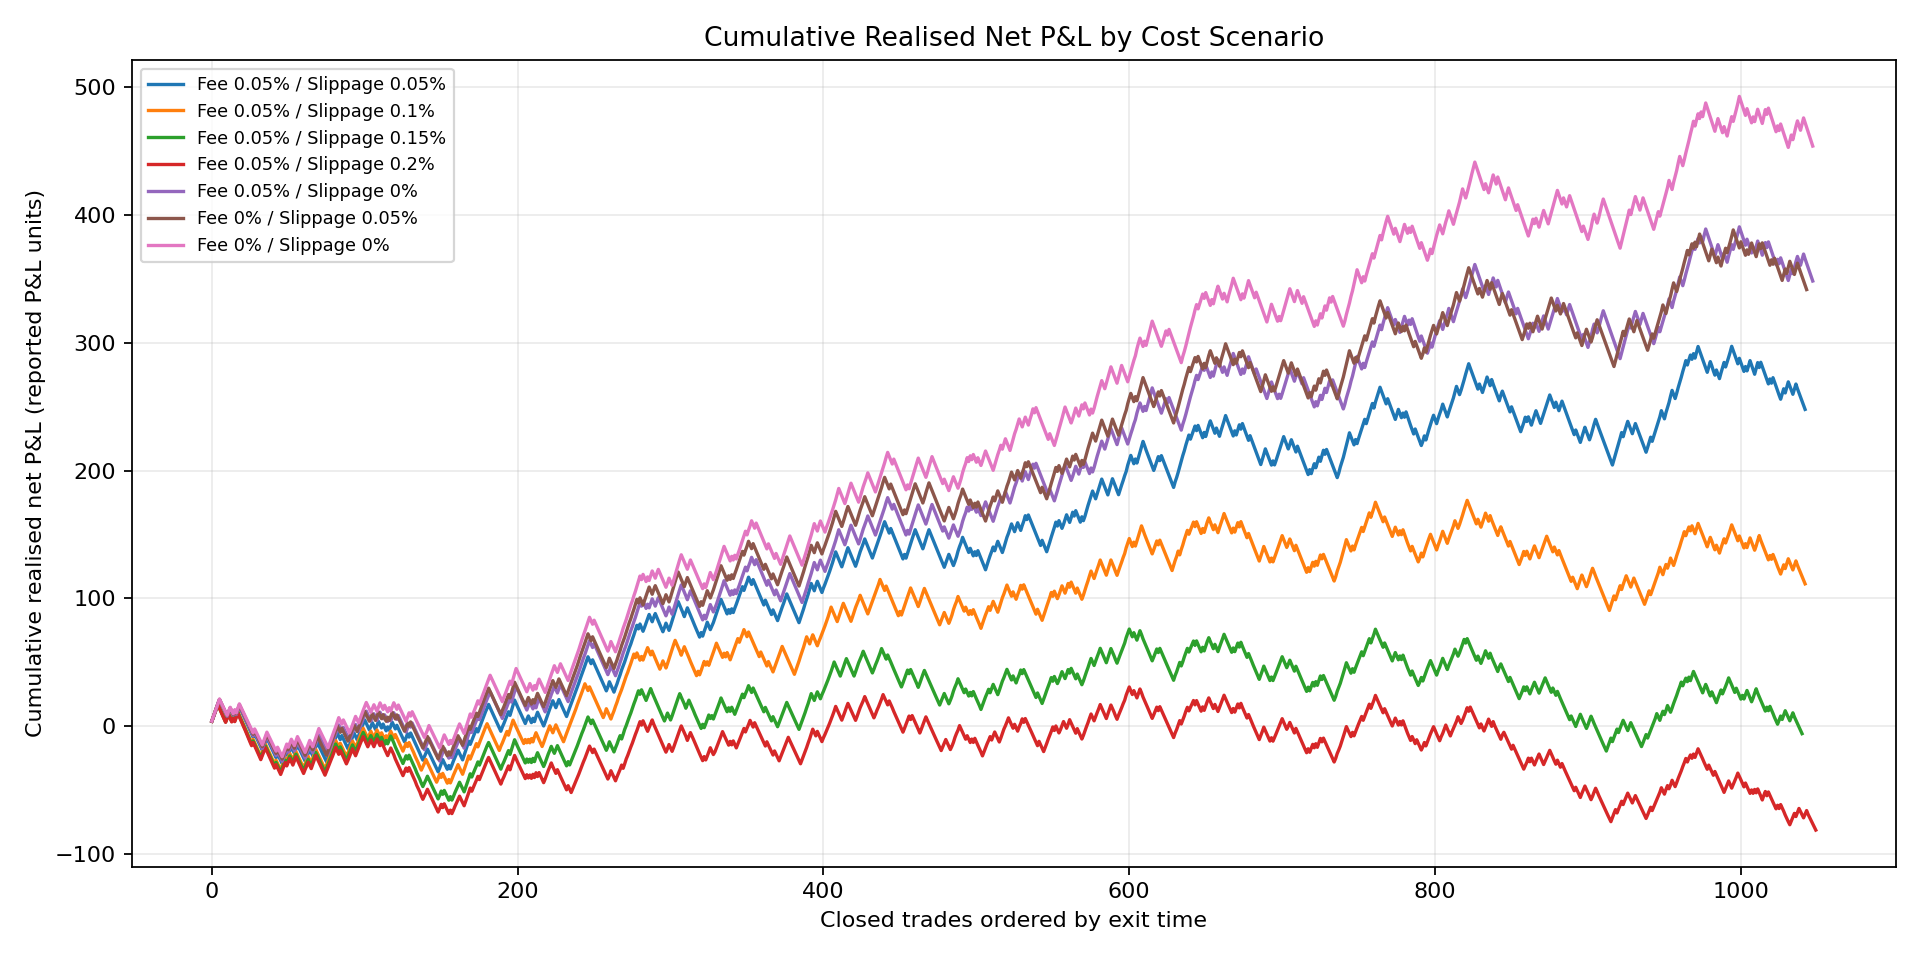 Cumulative Realised Net P&L by Cost Scenario
Fee 0.05% / Slippage 0.05%
Fee 0.05% / Slippage 0.1%
Fee 0.05% / Slippage 0.15%
Fee 0.05% / Slippage 0.2%
Fee 0.05% / Slippage 0%
Fee 0% / Slippage 0.05%
Fee 0% / Slippage 0%
Cumulative realised net P&L (reported P&L units)
500
400
300
200
100
0
−100
0 200 400 600 800 1000
Closed trades ordered by exit time